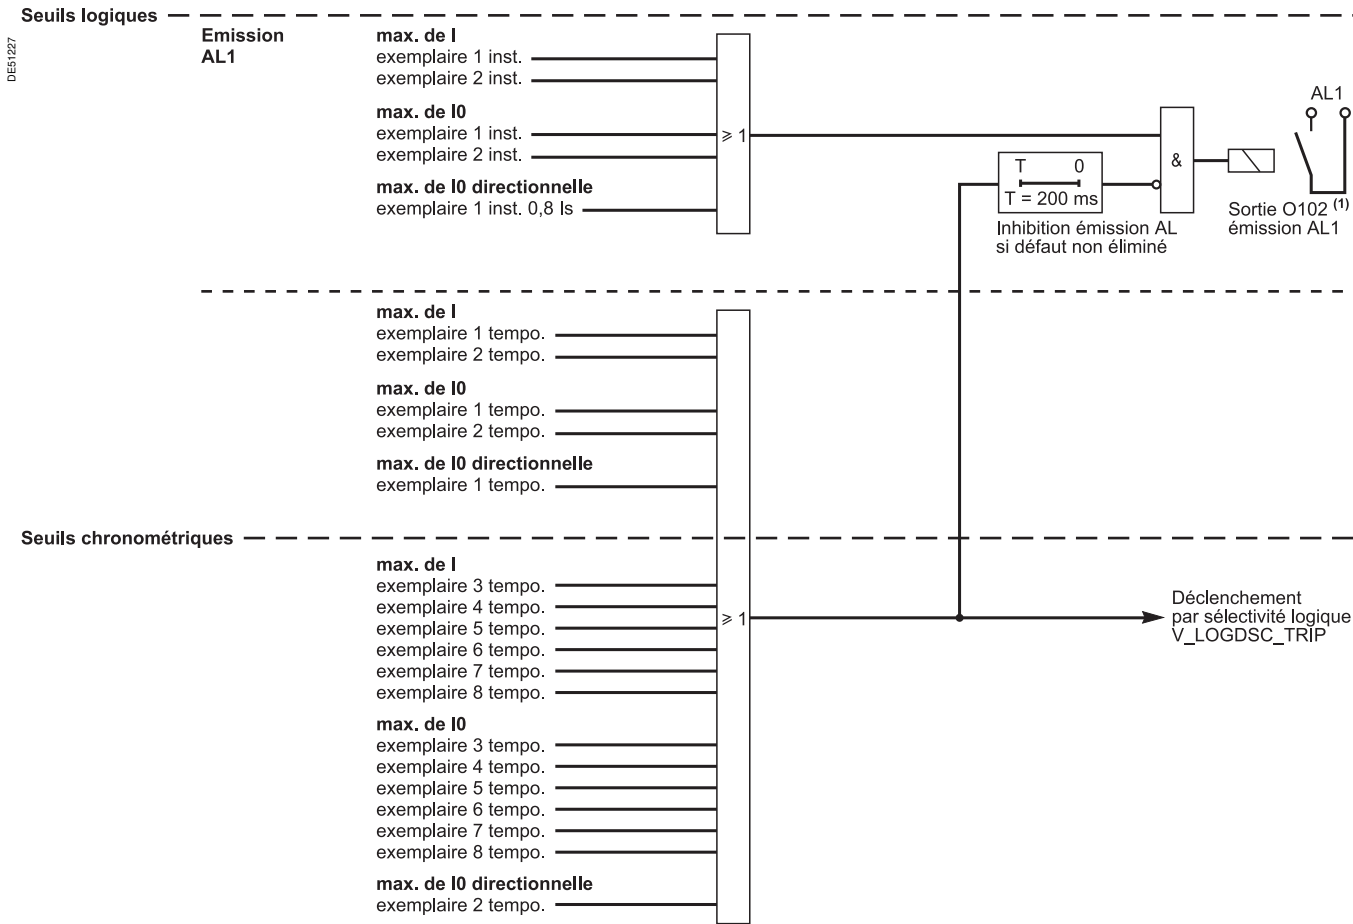 Seuils logiques
DE51227
Emission
AL1
max. de I
exemplaire 1 inst.
exemplaire 2 inst.
max. de I0
exemplaire 1 inst.
exemplaire 2 inst.
max. de I0 directionnelle
exemplaire 1 inst. 0,8 Is
⩾ 1
T 0
T = 200 ms
Inhibition émission AL
si défaut non éliminé
&
AL1
Sortie O102 (1)
émission AL1
max. de I
exemplaire 1 tempo.
exemplaire 2 tempo.
max. de I0
exemplaire 1 tempo.
exemplaire 2 tempo.
max. de I0 directionnelle
exemplaire 1 tempo.
Seuils chronométriques
max. de I
exemplaire 3 tempo.
exemplaire 4 tempo.
exemplaire 5 tempo.
exemplaire 6 tempo.
exemplaire 7 tempo.
exemplaire 8 tempo.
⩾ 1
Déclenchement
par sélectivité logique
V_LOGDSC_TRIP
max. de I0
exemplaire 3 tempo.
exemplaire 4 tempo.
exemplaire 5 tempo.
exemplaire 6 tempo.
exemplaire 7 tempo.
exemplaire 8 tempo.
max. de I0 directionnelle
exemplaire 2 tempo.